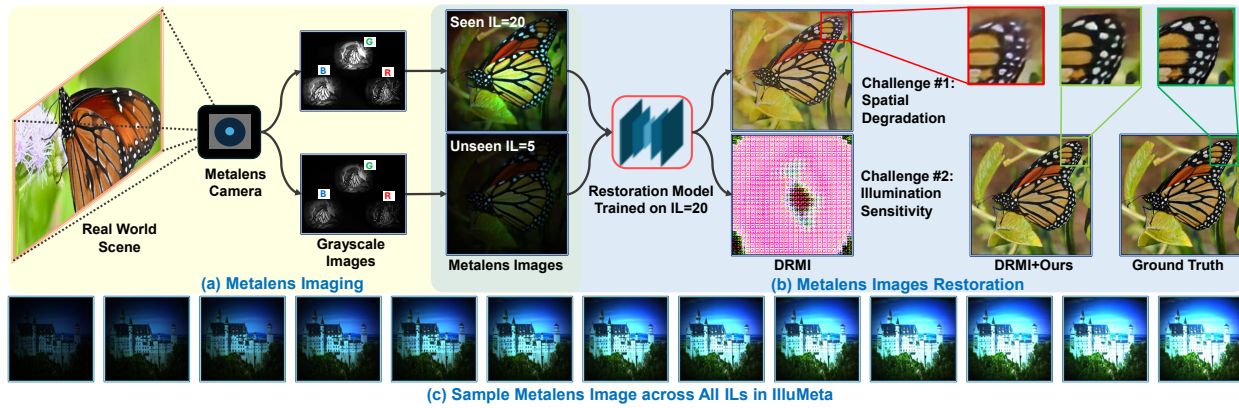 Real World
Scene
Metalens
Camera
G
B
R
G
B
R
Grayscale
Images
(a) Metalens Imaging
Seen IL=20
Unseen IL=5
Metalens Images
Restoration Model
Trained on IL=20
DRMI
Challenge #1:
Spatial
Degradation
Challenge #2:
Illumination
Sensitivity
DRMI+Ours
Ground Truth
(b) Metalens Images Restoration
(c) Sample Metalens Image across All ILs in IlluMeta